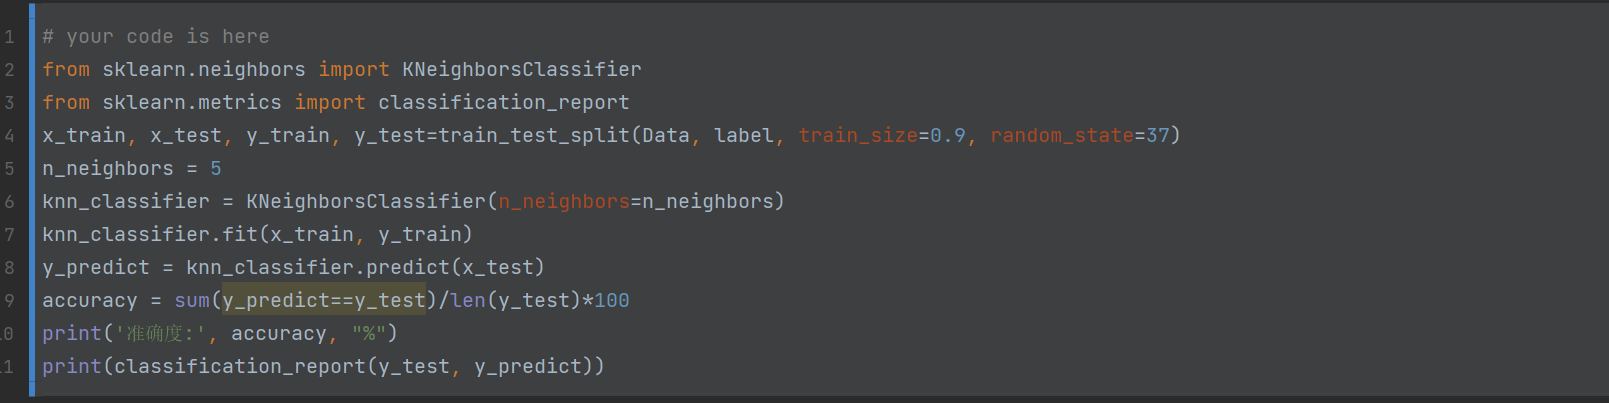 1 # your code is here
2 from sklearn.neighbors import KNeighborsClassifier
3 from sklearn.metrics import classification_report
4 x_train, x_test, y_train, y_test=train_test_split(Data, label, train_size=0.9, random_state=37)
5 n_neighbors = 5
6 knn_classifier = KNeighborsClassifier(n_neighbors=n_neighbors)
7 knn_classifier.fit(x_train, y_train)
8 y_predict = knn_classifier.predict(x_test)
9 accuracy = sum(y_predict==y_test)/len(y_test)*100
10 print('准确度:', accuracy, "%")
11 print(classification_report(y_test, y_predict))